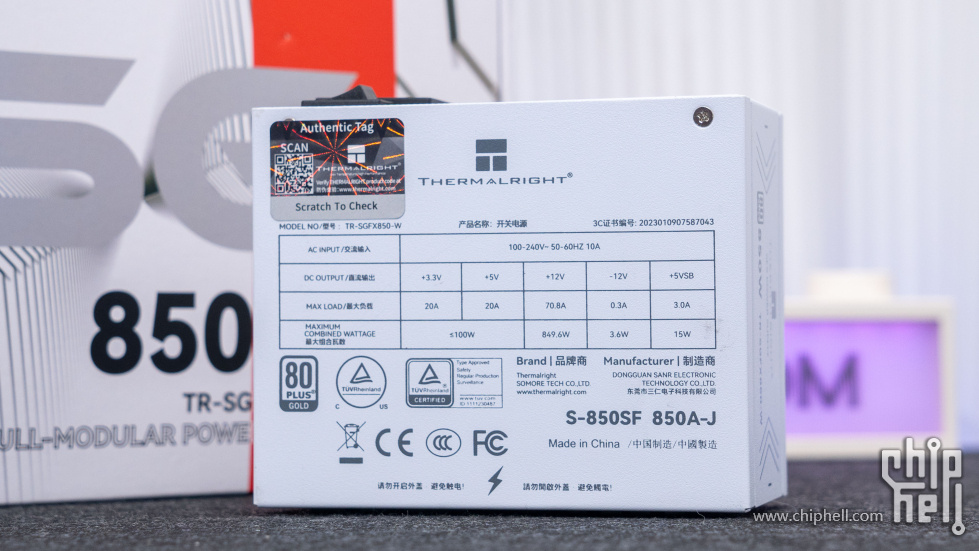 850
TR-SG
ULL-MODULAR POWE
Authentic Tag
SCAN
THERMALRIGHT
Scratch To Check
THERMALRIGHT®
MODEL NO/型号: TR-SGFX850-W
产品名称: 开关电源
3C证书编号: 2023010907587043
AC INPUT/交流输入 100-240V~ 50-60HZ 10A
DC OUTPUT/直流输出 +3.3V +5V +12V -12V +5VSB
MAX LOAD/最大负载 20A 20A 70.8A 0.3A 3.0A
MAXIMUM
COMBINED WATTAGE
最大组合瓦数
≤100W 849.6W 3.6W 15W
80
PLUS
GOLD
TÜVRheinland
C US
TÜVRheinland
CERTIFIED
Type Approved
Safety
Regular Production
Surveillance
www.tuv.com
Brand | 品牌商
Thermalright
SOMORE TECH CO.,LTD.
www.thermalright.com
Manufacturer | 制造商
DONGGUAN SANR ELECTRONIC
TECHNOLOGY CO.,LTD.
东莞市三仁电子科技有限公司
S-850SF 850A-J
CE
CCC
FC
Made in China /中国制造/中國製造
请勿开启外盖 避免触电!
請勿開啟外蓋 避免觸電!
OM
www.chiphell.com
chip
hell